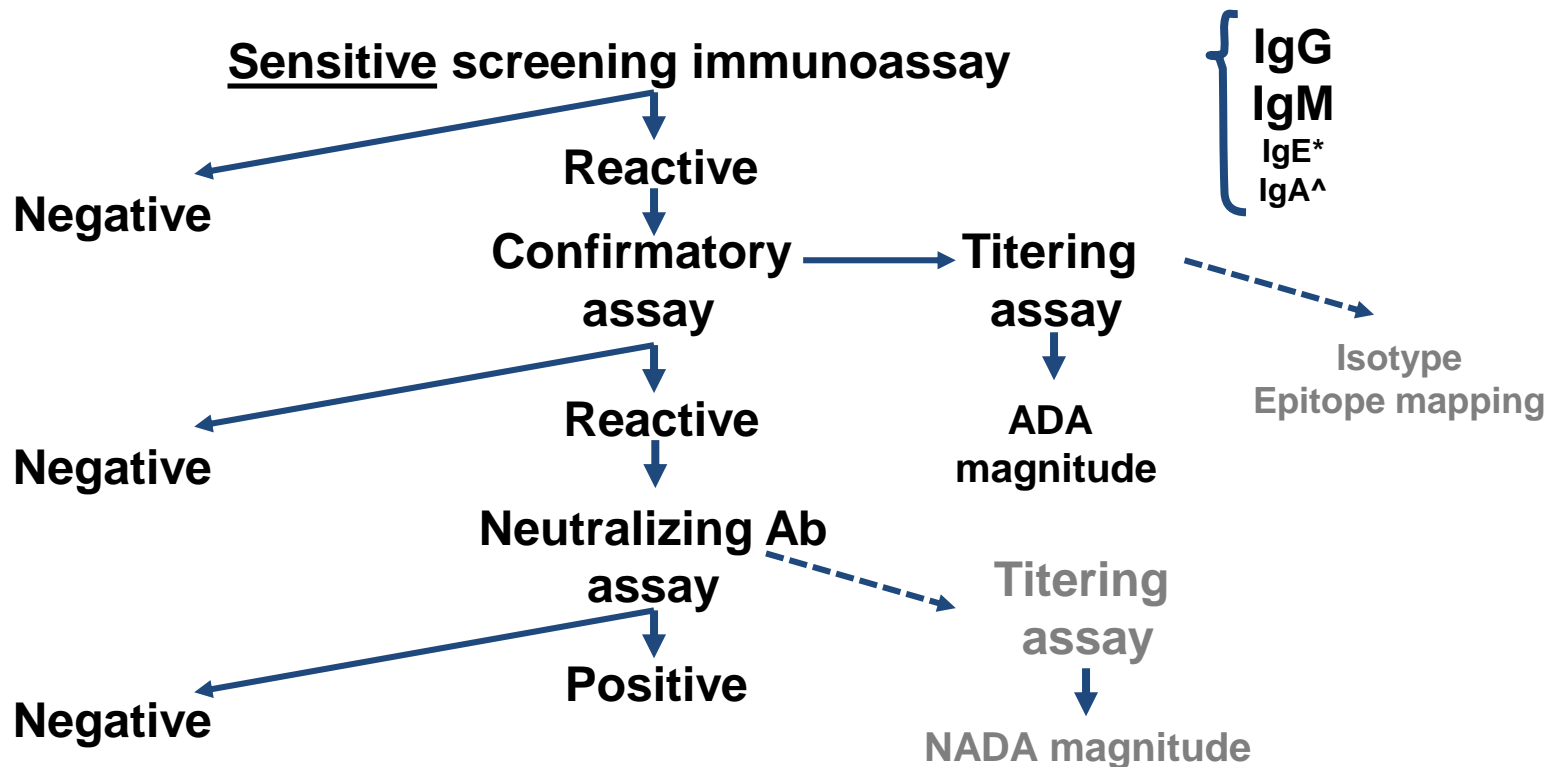 Sensitive screening immunoassay
IgG
IgM
IgE*
IgA^
Reactive
Negative
Confirmatory
assay
Titering
assay
Isotype
Epitope mapping
Reactive
ADA
magnitude
Negative
Neutralizing Ab
assay
Titering
assay
Positive
Negative
NADA magnitude